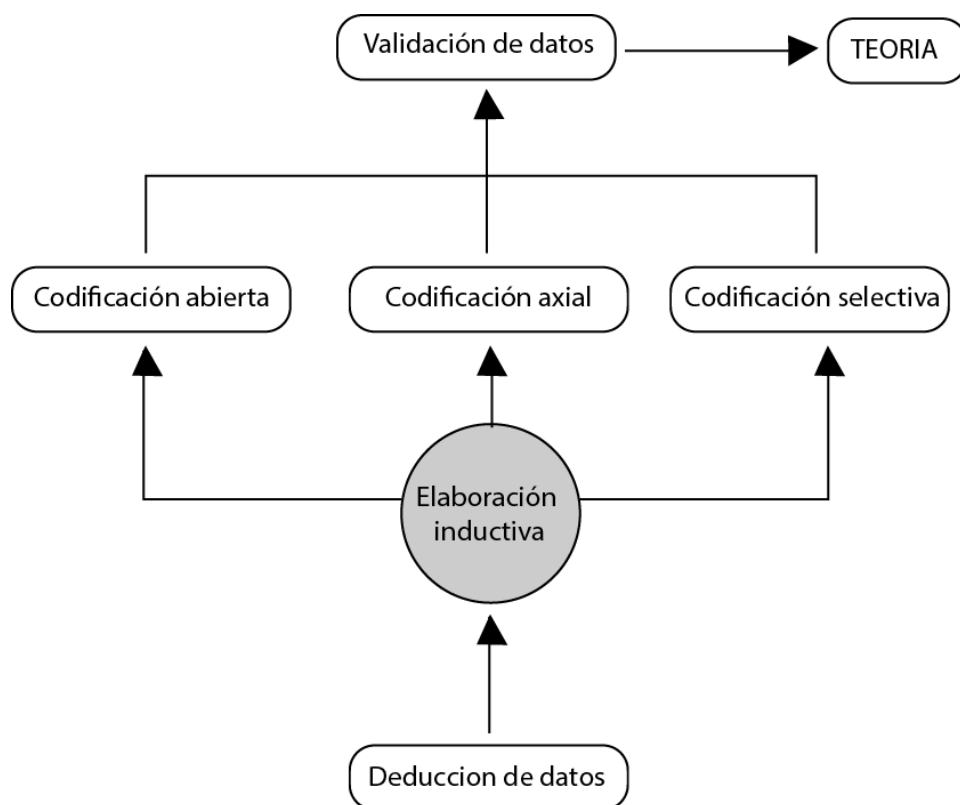 Validación de datos
TEORIA
Codificación abierta
Codificación axial
Codificación selectiva
Elaboración
inductiva
Deduccion de datos